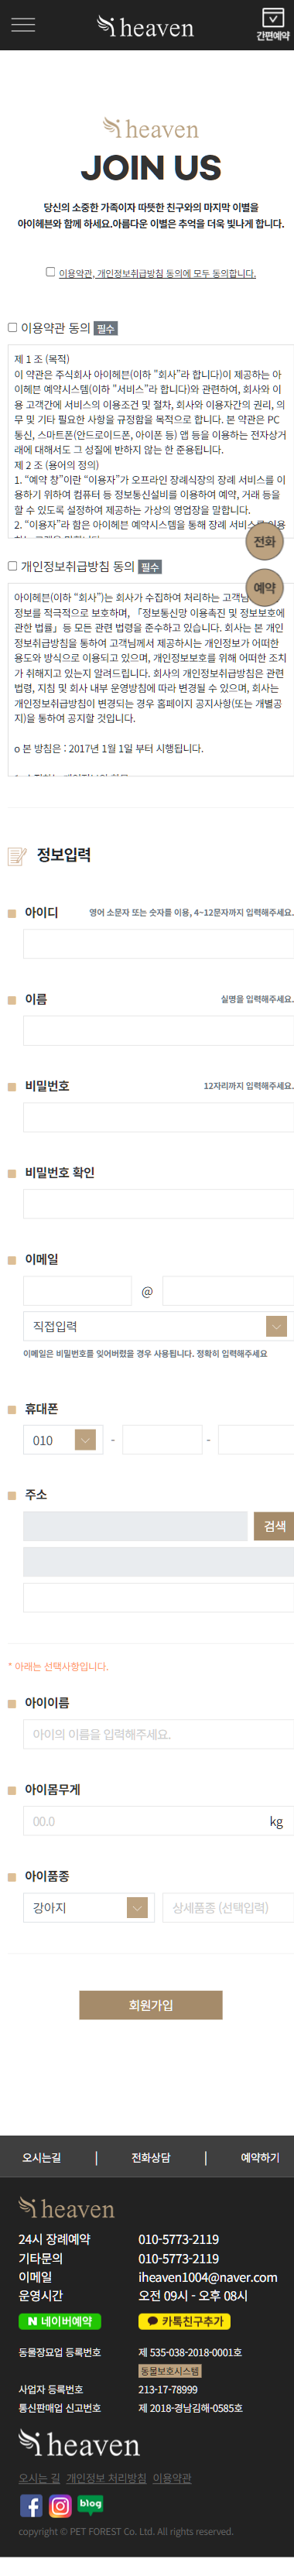 iheaven
간편예약
iheaven
JOIN US
당신의 소중한 가족이자 따뜻한 친구와의 마지막 이별을
아이헤븐와 함께 하세요.아름다운 이별은 추억을 더욱 빛나게 합니다.
이용약관, 개인정보취급방침 동의에 모두 동의합니다.
이용약관 동의 필수
제 1 조 (목적)
이 약관은 주식회사 아이헤븐(이하 "회사"라 합니다)이 제공하는 아
이헤븐 예약시스템(이하 "서비스"라 합니다)와 관련하여, 회사와 이
용 고객간에 서비스의 이용조건 및 절차, 회사와 이용자간의 권리, 의
무 및 기타 필요한 사항을 규정함을 목적으로 합니다. 본 약관은 PC
통신, 스마트폰(안드로이드폰, 아이폰 등) 앱 등을 이용하는 전자상거
래에 대해서도 그 성질에 반하지 않는 한 준용됩니다.
제 2 조 (용어의 정의)
1. “예약 창”이란 “이용자”가 오프라인 장례식장의 장례 서비스를 이
용하기 위하여 컴퓨터 등 정보통신설비를 이용하여 예약, 거래 등을
할 수 있도록 설정하여 제공하는 가상의 영업장을 말합니다.
2. “이용자”라 함은 아이헤븐 예약시스템을 통해 장례 서비스를 이용
전화
개인정보취급방침 동의 필수
예약
아이헤븐(이하 “회사”)는 회사가 수집하여 처리하는 고객님
정보를 적극적으로 보호하며, 「정보통신망 이용촉진 및 정보보호에
관한 법률」등 모든 관련 법령을 준수하고 있습니다. 회사는 본 개인
정보취급방침을 통하여 고객님께서 제공하시는 개인정보가 어떠한
용도와 방식으로 이용되고 있으며, 개인정보보호를 위해 어떠한 조치
가 취해지고 있는지 알려드립니다. 회사의 개인정보취급방침은 관련
법령, 지침 및 회사 내부 운영방침에 따라 변경될 수 있으며, 회사는
개인정보취급방침이 변경되는 경우 홈페이지 공지사항(또는 개별공
지)을 통하여 공지할 것입니다.
o 본 방침은 : 2017년 1월 1일 부터 시행됩니다.
정보입력
아이디 영어 소문자 또는 숫자를 이용, 4~12문자까지 입력해주세요.
이름 실명을 입력해주세요.
비밀번호 12자리까지 입력해주세요.
비밀번호 확인
이메일
@
직접입력
이메일은 비밀번호를 잊어버렸을 경우 사용됩니다. 정확히 입력해주세요
휴대폰
010 - -
주소
검색
* 아래는 선택사항입니다.
아이이름
아이의 이름을 입력해주세요.
아이몸무게
00.0 kg
아이품종
강아지 상세품종 (선택입력)
회원가입
오시는길 | 전화상담 | 예약하기
iheaven
24시 장례예약 010-5773-2119
기타문의 010-5773-2119
이메일 iheaven1004@naver.com
운영시간 오전 09시 - 오후 08시
N 네이버예약 카톡친구추가
동물장묘업 등록번호 제 535-038-2018-0001호
동물보호시스템
사업자 등록번호 213-17-78999
통신판매업 신고번호 제 2018-경남김해-0585호
iheaven
오시는 길 개인정보 처리방침 이용약관
blog
copyright © PET FOREST Co. Ltd. All rights reserved.